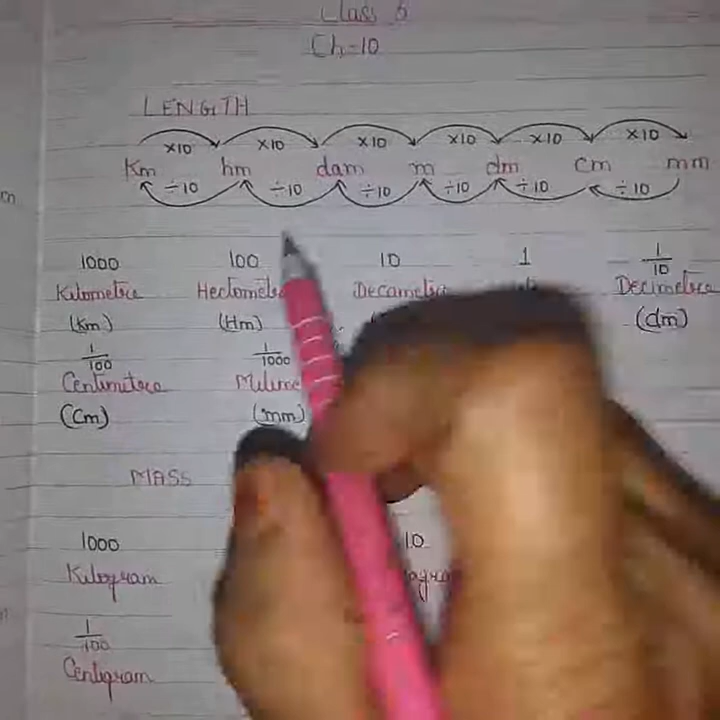 Class 5
Ch-10
LENGTH
×10 ×10 ×10 ×10 ×10 ×10
Km hm dam m dm cm mm
÷10 ÷10 ÷10 ÷10 ÷10 ÷10
1000 100 10 1 1/10
Kilometre Decametre Decimetre
(Km) (Hm) (dm)
1/100 1/1000
Centimetre
(Cm) (mm)
MASS
1000 10
Kilogram
1/100
Centigram